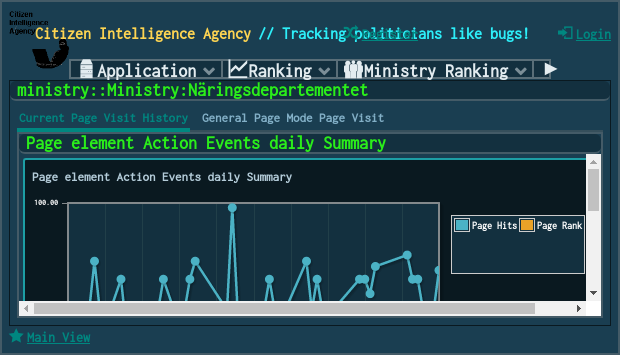 Citizen
Intelligence
Agency
Citizen Intelligence Agency // Tracking politicians like bugs!
Login
Application
Ranking
Ministry Ranking
ministry::Ministry:Näringsdepartementet
Current Page Visit History
General Page Mode Page Visit
Page element Action Events daily Summary
Page element Action Events daily Summary
100.00
Page Hits
Page Rank
Main View